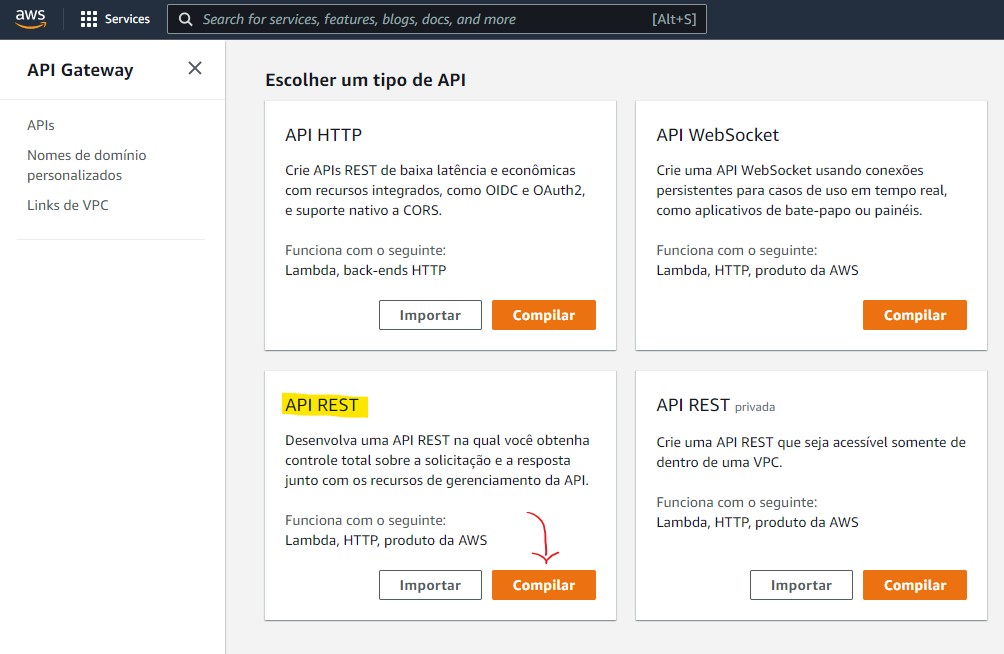 aws
Services
Search for services, features, blogs, docs, and more
[Alt+S]
API Gateway
APIs
Nomes de domínio
personalizados
Links de VPC
Escolher um tipo de API
API HTTP
Crie APIs REST de baixa latência e econômicas
com recursos integrados, como OIDC e OAuth2,
e suporte nativo a CORS.
Funciona com o seguinte:
Lambda, back-ends HTTP
Importar
Compilar
API WebSocket
Crie uma API WebSocket usando conexões
persistentes para casos de uso em tempo real,
como aplicativos de bate-papo ou painéis.
Funciona com o seguinte:
Lambda, HTTP, produto da AWS
Compilar
API REST
Desenvolva uma API REST na qual você obtenha
controle total sobre a solicitação e a resposta
junto com os recursos de gerenciamento da API.
Funciona com o seguinte:
Lambda, HTTP, produto da AWS
Importar
Compilar
API REST privada
Crie uma API REST que seja acessível somente de
dentro de uma VPC.
Funciona com o seguinte:
Lambda, HTTP, produto da AWS
Importar
Compilar